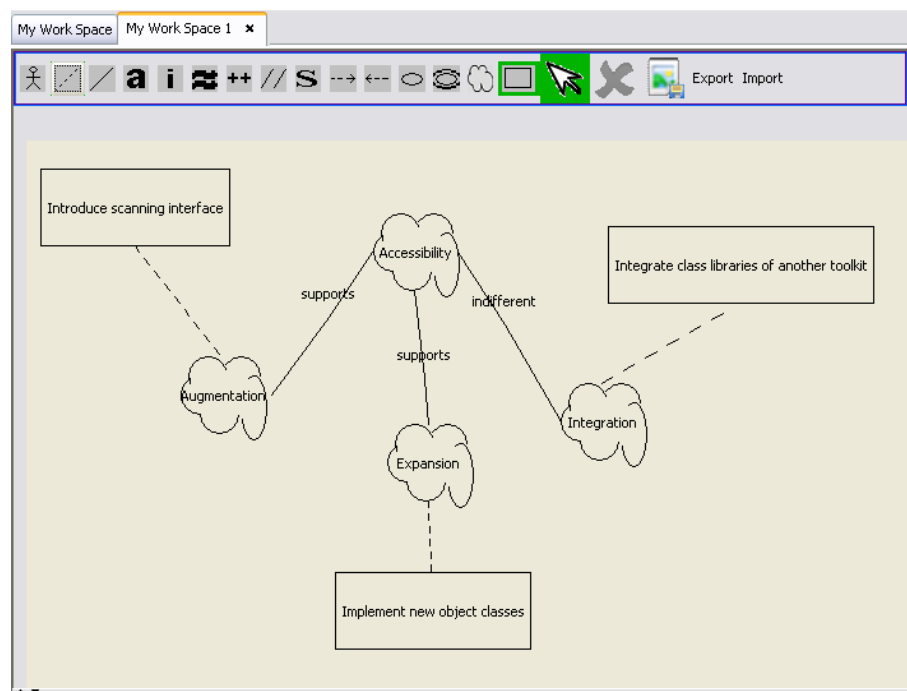 My Work Space
My Work Space 1
a i ++ // S
Export Import
Introduce scanning interface
Accessibility
Integrate class libraries of another toolkit
supports
indifferent
supports
Augmentation
Integration
Expansion
Implement new object classes